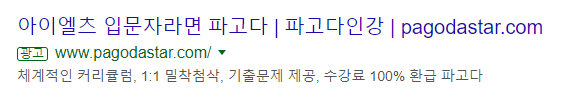 아이엘츠 입문자라면 파고다 | 파고다인강 | pagodastar.com
광고 www.pagodastar.com/
체계적인 커리큘럼, 1:1 밀착첨삭, 기출문제 제공, 수강료 100% 환급 파고다